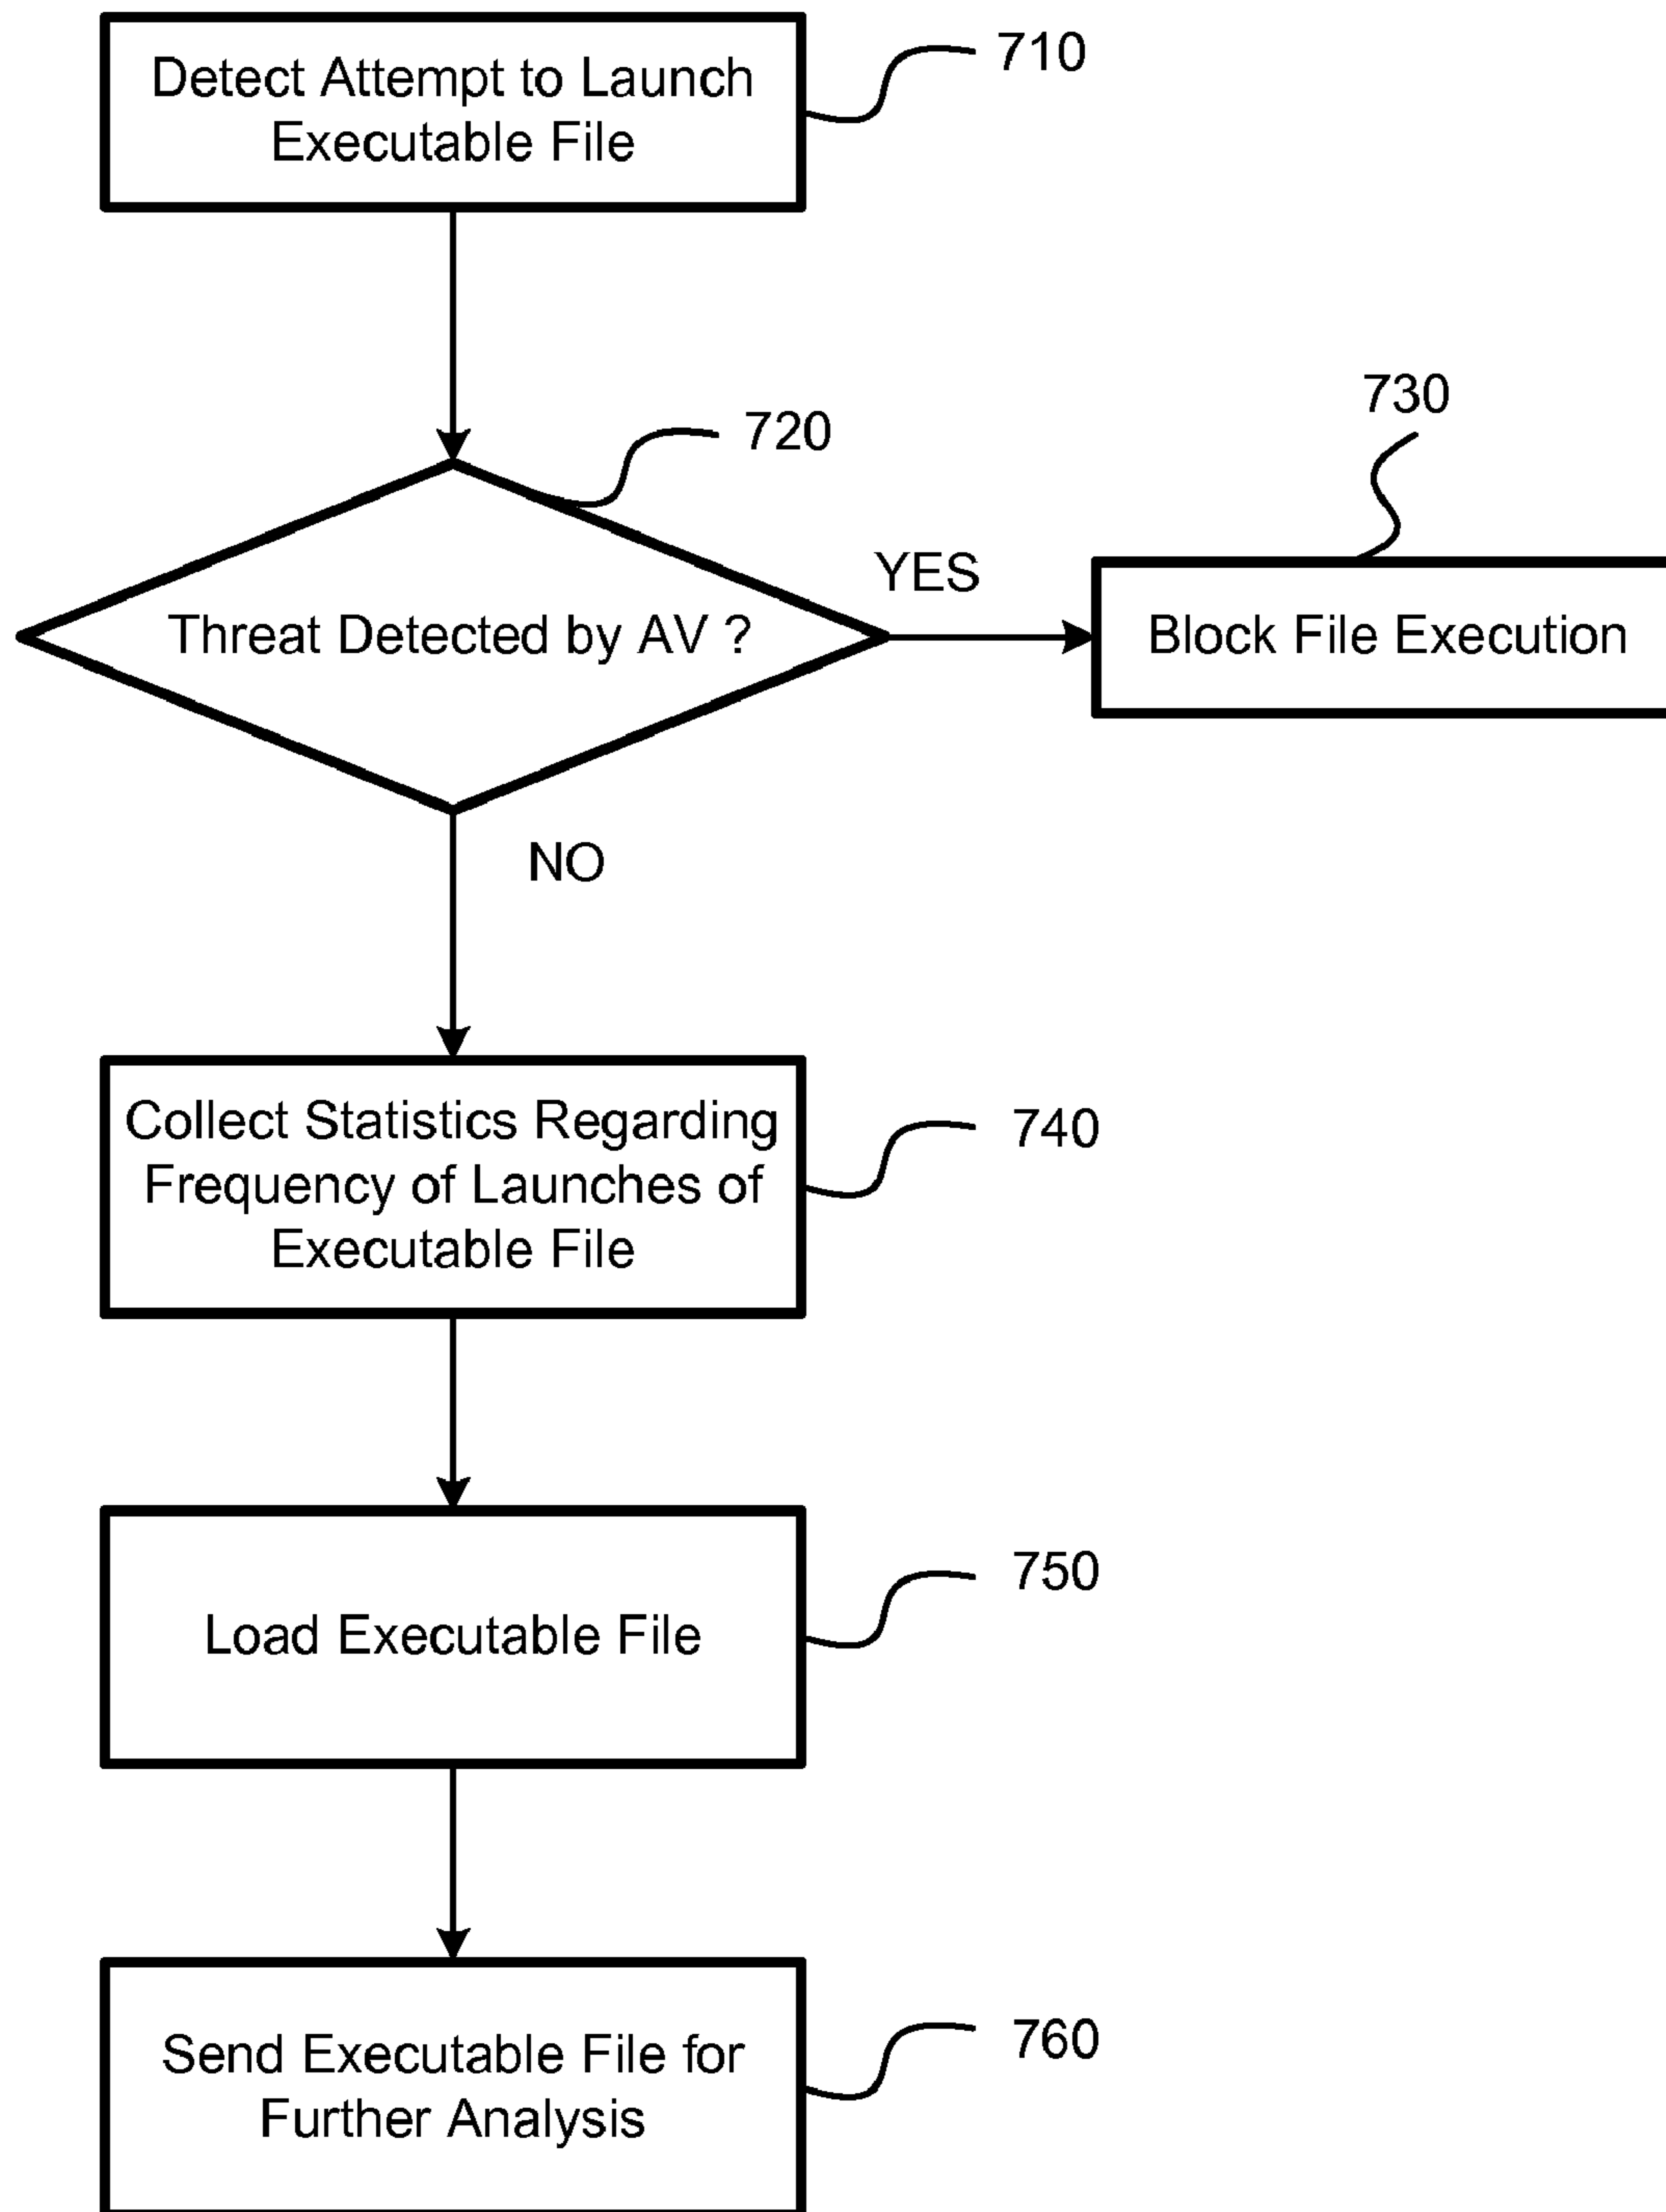 Detect Attempt to Launch
Executable File
710
720
730
Threat Detected by AV ?
YES
Block File Execution
NO
Collect Statistics Regarding
Frequency of Launches of
Executable File
740
Load Executable File
750
Send Executable File for
Further Analysis
760